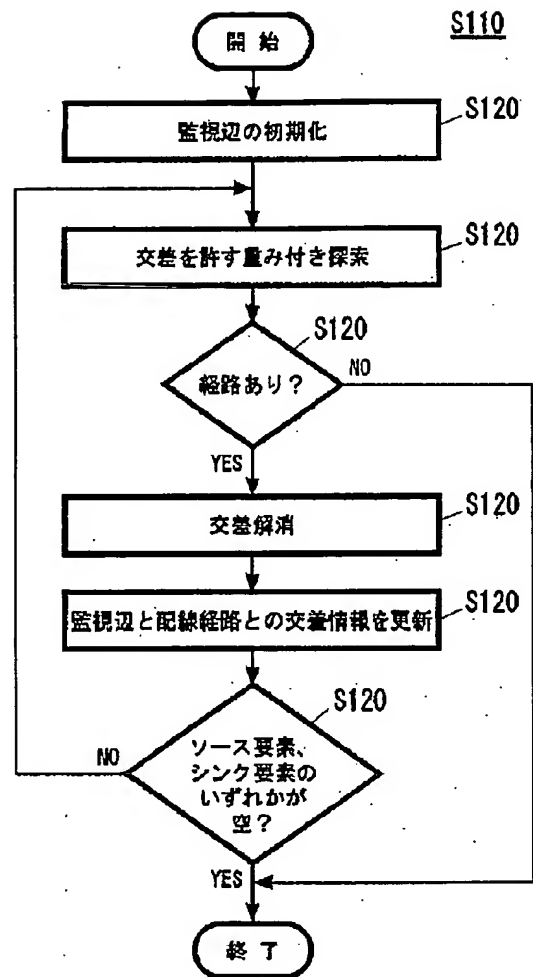 S110
開始
S120
監視辺の初期化
S120
交差を許す重み付き探索
S120
経路あり?
NO
YES
S120
交差解消
S120
監視辺と配線経路との交差情報を更新
S120
ソース要素、
シンク要素の
いずれかが
空?
NO
YES
終了